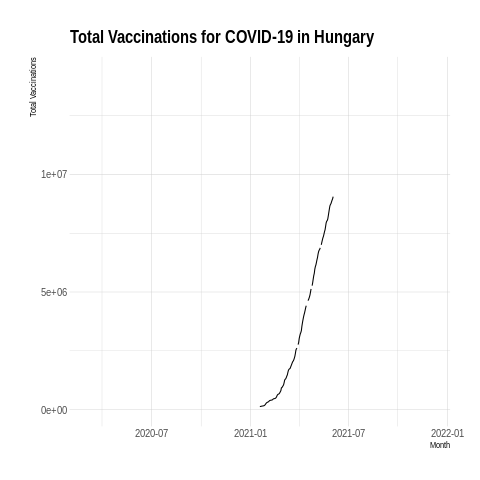 Total Vaccinations for COVID-19 in Hungary
Total Vaccinations
1e+07
5e+06
0e+00
2020-07 2021-01 2021-07 2022-01
Month